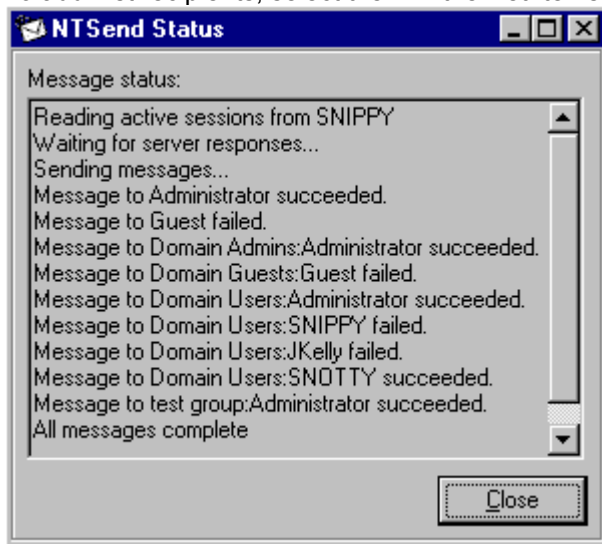 NTSend Status
Message status:
Reading active sessions from SNIPPY
Waiting for server responses...
Sending messages...
Message to Administrator succeeded.
Message to Guest failed.
Message to Domain Admins:Administrator succeeded.
Message to Domain Guests:Guest failed.
Message to Domain Users:Administrator succeeded.
Message to Domain Users:SNIPPY failed.
Message to Domain Users:JKelly failed.
Message to Domain Users:SNOTTY succeeded.
Message to test group:Administrator succeeded.
All messages complete
Close